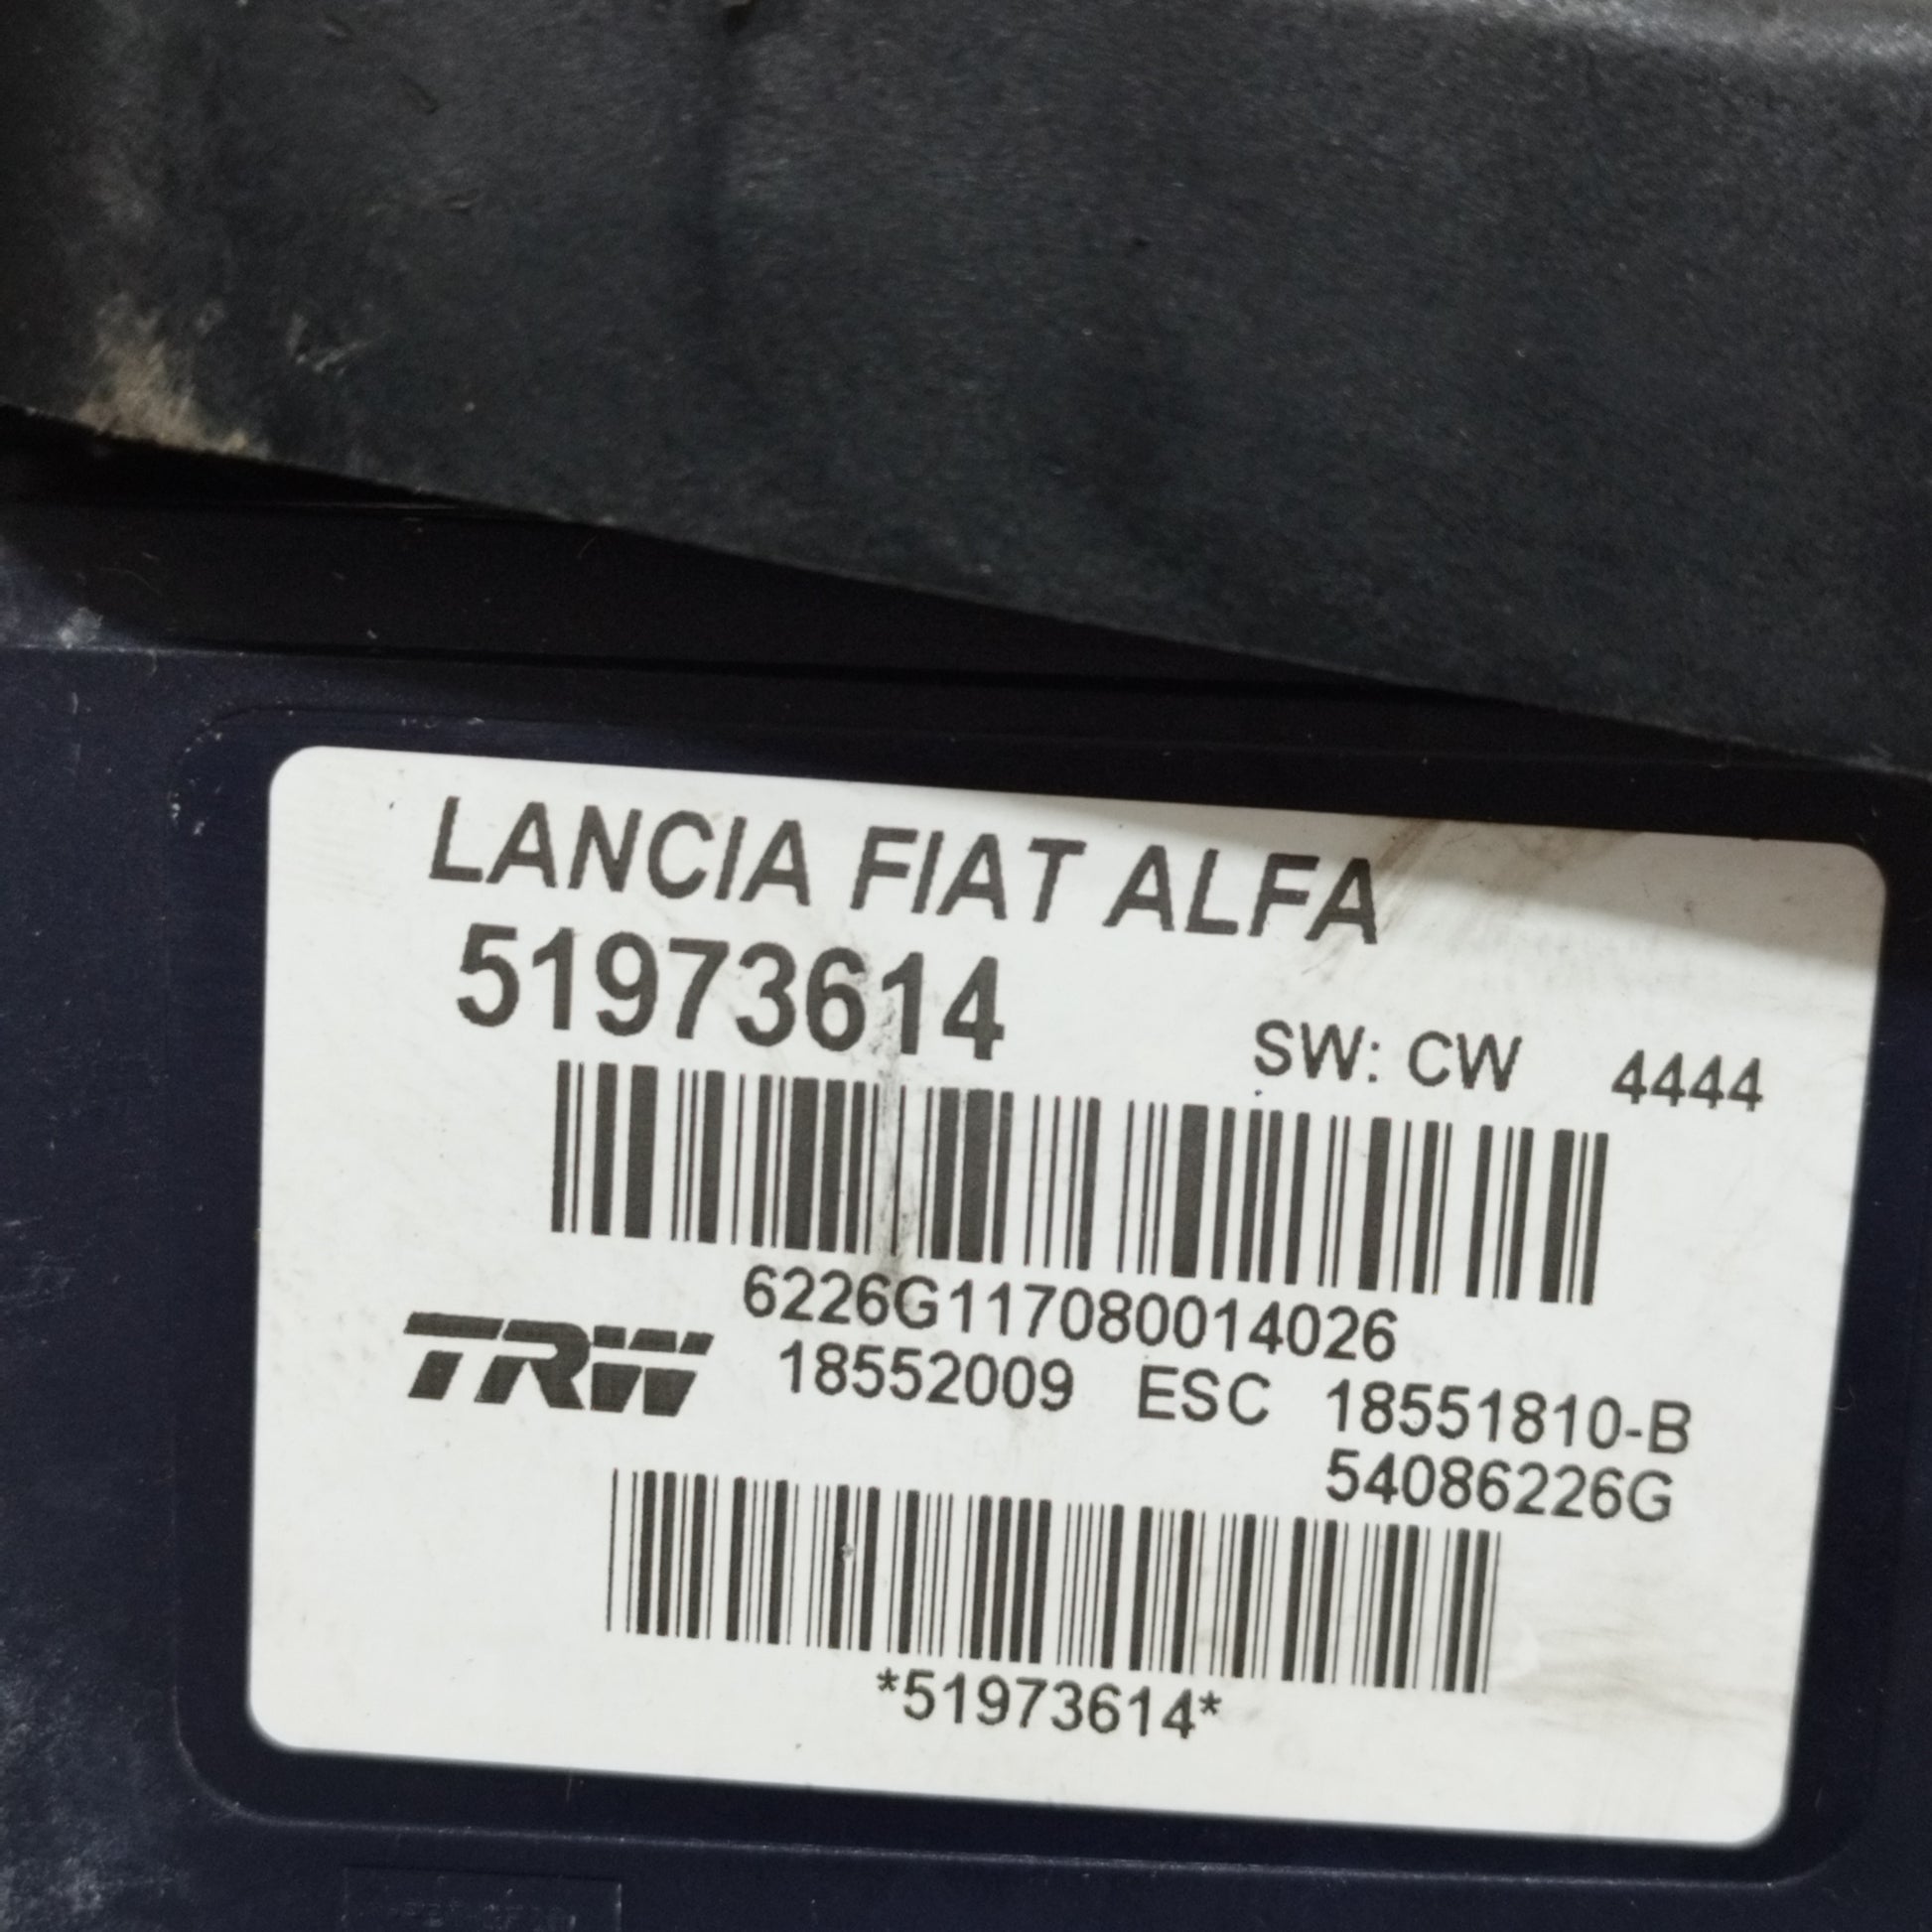 LANCIA FIAT ALFA
51973614
SW: CW 4444
6226G117080014026
TRW 18552009 ESC 18551810-B
54086226G
*51973614*